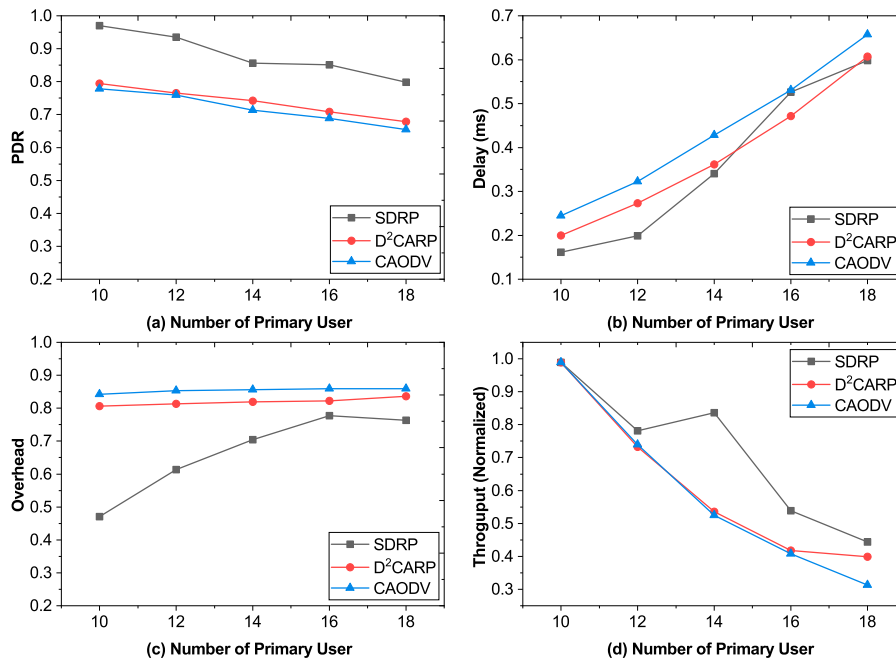 1.0
0.9
0.8
0.7
0.6
0.5
0.4
0.3
0.2
PDR
10 12 14 16 18
(a) Number of Primary User
SDRP
D²CARP
CAODV
0.7
0.6
0.5
0.4
0.3
0.2
0.1
Delay (ms)
10 12 14 16 18
(b) Number of Primary User
SDRP
D²CARP
CAODV
1.0
0.9
0.8
0.7
0.6
0.5
0.4
0.3
0.2
Overhead
10 12 14 16 18
(c) Number of Primary User
SDRP
D²CARP
CAODV
1.0
0.9
0.8
0.7
0.6
0.5
0.4
0.3
Throguput (Normalized)
10 12 14 16 18
(d) Number of Primary User
SDRP
D²CARP
CAODV